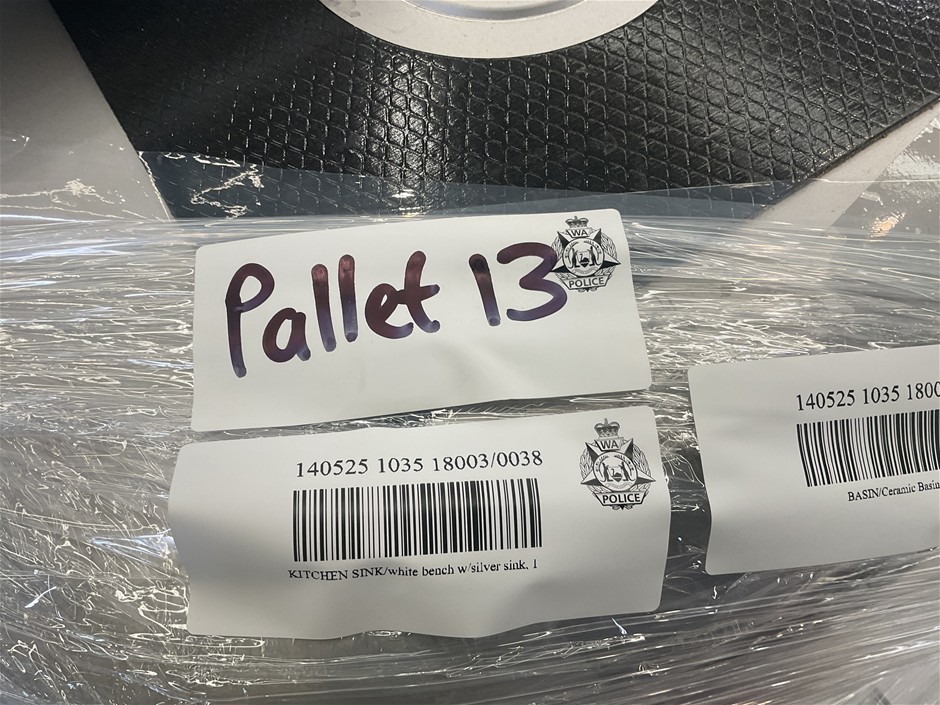 Pallet 13
WA
POLICE
140525 1035 18003/0038
WA
POLICE
KITCHEN SINK/white bench w/silver sink, 1
140525 1035
BASIN/Ceramic Basin